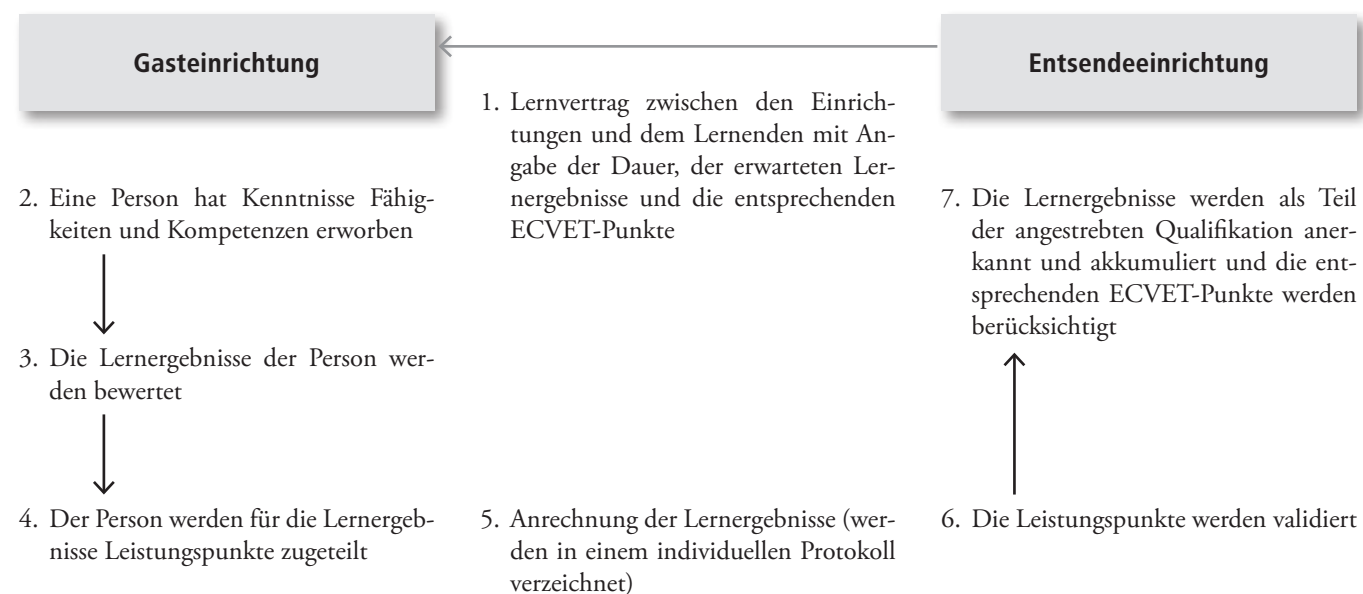 Gasteinrichtung
Entsendeeinrichtung
1. Lernvertrag zwischen den Einrich-
tungen und dem Lernenden mit An-
gabe der Dauer, der erwarteten Ler-
nergebnisse und die entsprechenden
ECVET-Punkte
2. Eine Person hat Kenntnisse Fähig-
keiten und Kompetenzen erworben
3. Die Lernergebnisse der Person wer-
den bewertet
4. Der Person werden für die Lernergeb-
nisse Leistungspunkte zugeteilt
5. Anrechnung der Lernergebnisse (wer-
den in einem individuellen Protokoll
verzeichnet)
6. Die Leistungspunkte werden validiert
7. Die Lernergebnisse werden als Teil
der angestrebten Qualifikation aner-
kannt und akkumuliert und die ent-
sprechenden ECVET-Punkte werden
berücksichtigt